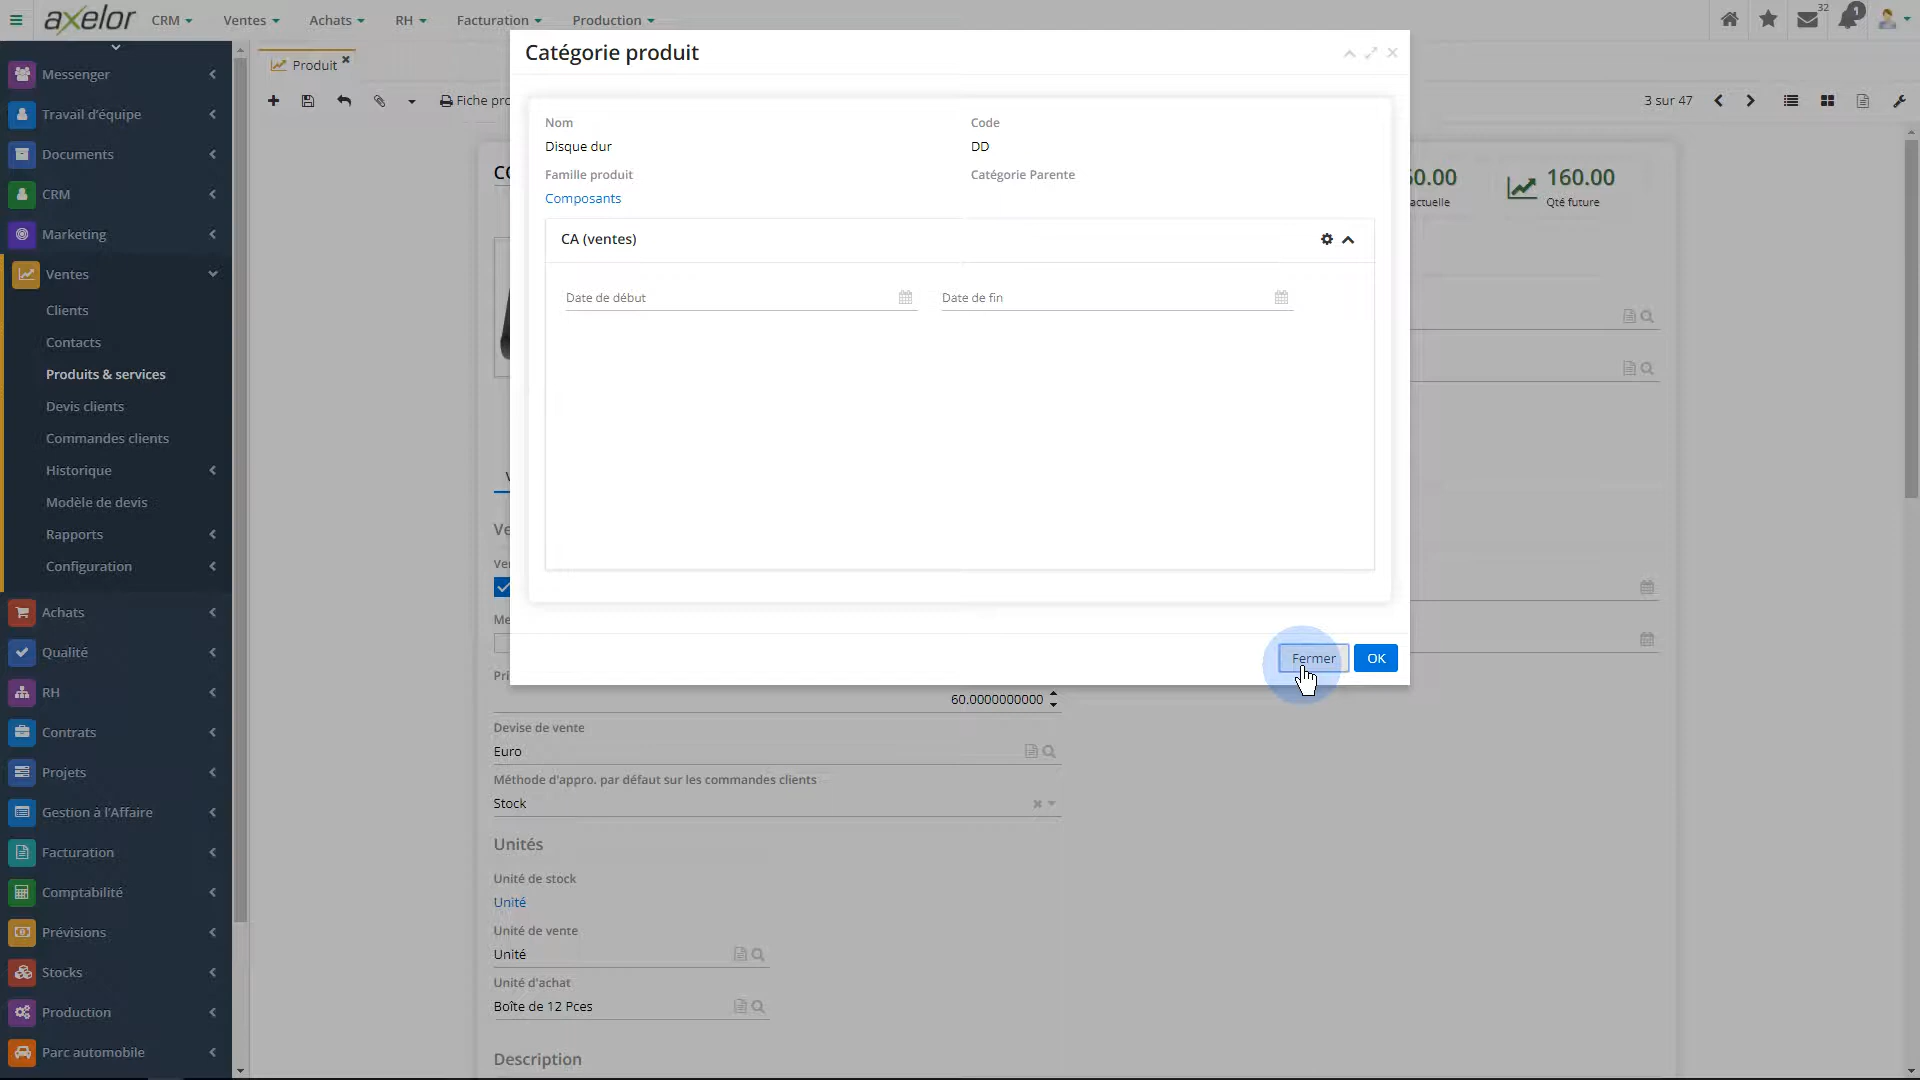 axelor
CRM
Ventes
Achats
RH
Facturation
Production
32
1
Messenger
Travail d'équipe
Documents
CRM
Marketing
Ventes
Clients
Contacts
Produits & services
Devis clients
Commandes clients
Historique
Modèle de devis
Rapports
Configuration
Achats
Qualité
RH
Contrats
Projets
Gestion à l'Affaire
Facturation
Comptabilité
Prévisions
Stocks
Production
Parc automobile
Produit
Fiche pro
3 sur 47
Catégorie produit
Nom
Disque dur
Code
DD
Famille produit
Composants
Catégorie Parente
CA (ventes)
Date de début
Date de fin
Fermer
OK
0.00
actuelle
160.00
Qté future
Ve
Me
Pri
60.0000000000
Devise de vente
Euro
Méthode d'appro. par défaut sur les commandes clients
Stock
Unités
Unité de stock
Unité
Unité de vente
Unité
Unité d'achat
Boîte de 12 Pces
Description